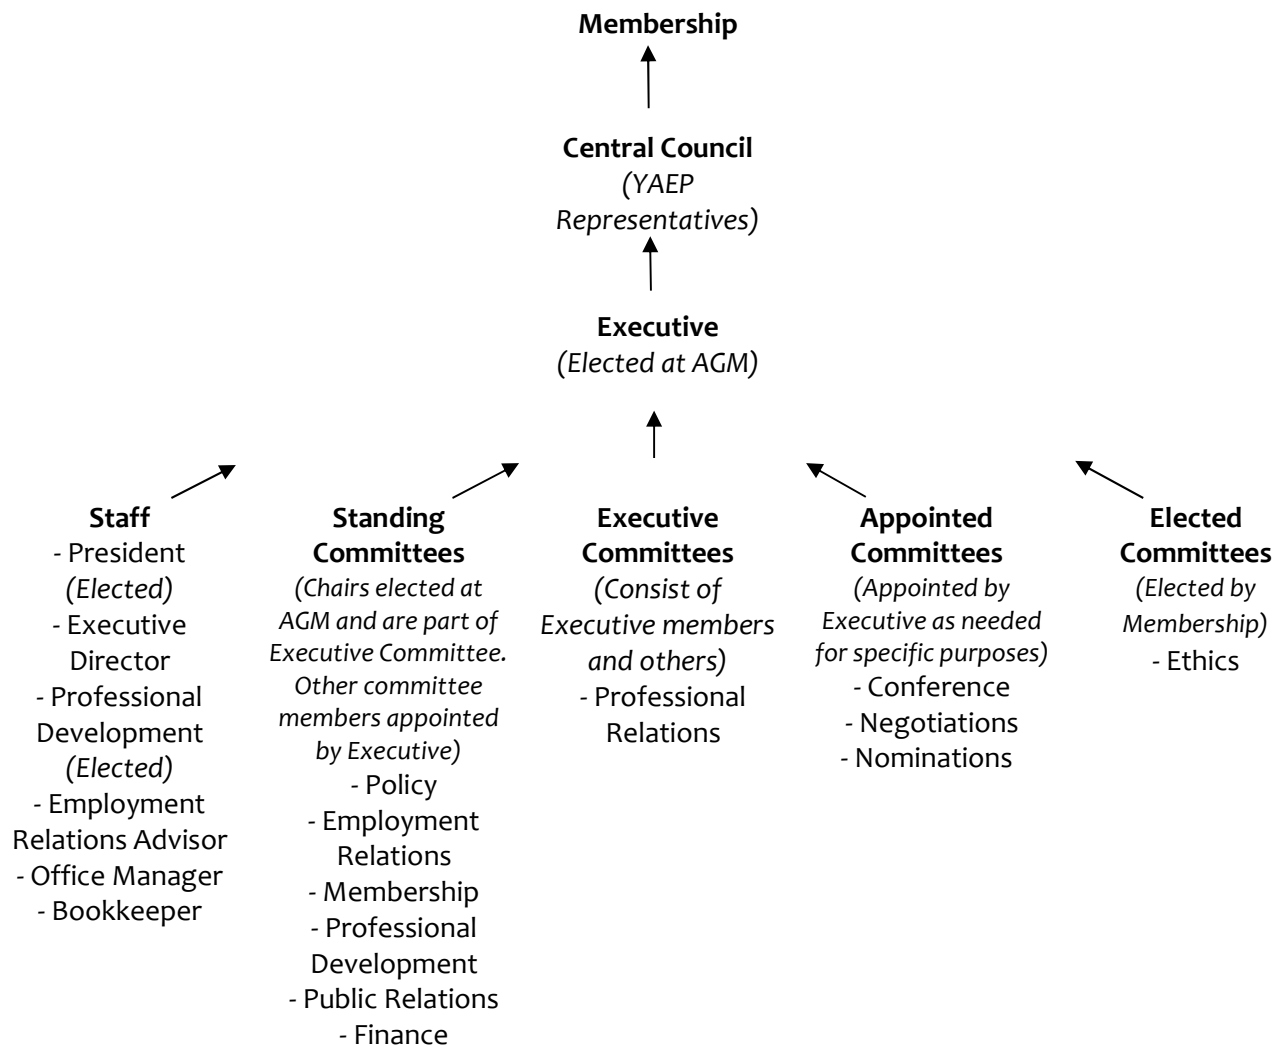 Membership
Central Council
(YAEP
Representatives)
Executive
(Elected at AGM)
Staff
- President
(Elected)
- Executive
Director
- Professional
Development
(Elected)
- Employment
Relations Advisor
- Office Manager
- Bookkeeper
Standing
Committees
(Chairs elected at
AGM and are part of
Executive Committee.
Other committee
members appointed
by Executive)
- Policy
- Employment
Relations
- Membership
- Professional
Development
- Public Relations
- Finance
Executive
Committees
(Consist of
Executive members
and others)
- Professional
Relations
Appointed
Committees
(Appointed by
Executive as needed
for specific purposes)
- Conference
- Negotiations
- Nominations
Elected
Committees
(Elected by
Membership)
- Ethics